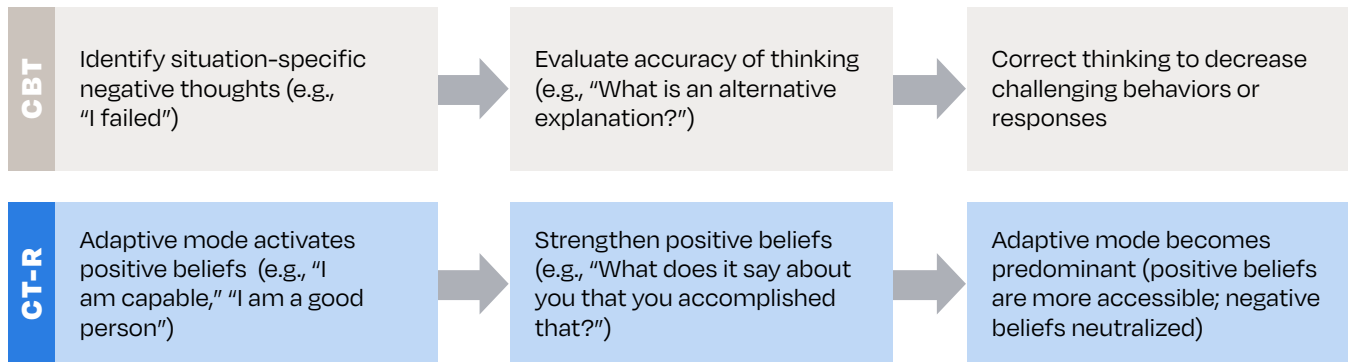 CBT
Identify situation-specific
negative thoughts (e.g.,
“I failed”)
Evaluate accuracy of thinking
(e.g., “What is an alternative
explanation?”)
Correct thinking to decrease
challenging behaviors or
responses
CT-R
Adaptive mode activates
positive beliefs  (e.g., “I
am capable,” “I am a good
person”)
Strengthen positive beliefs
(e.g., “What does it say about
you that you accomplished
that?”)
Adaptive mode becomes
predominant (positive beliefs
are more accessible; negative
beliefs neutralized)